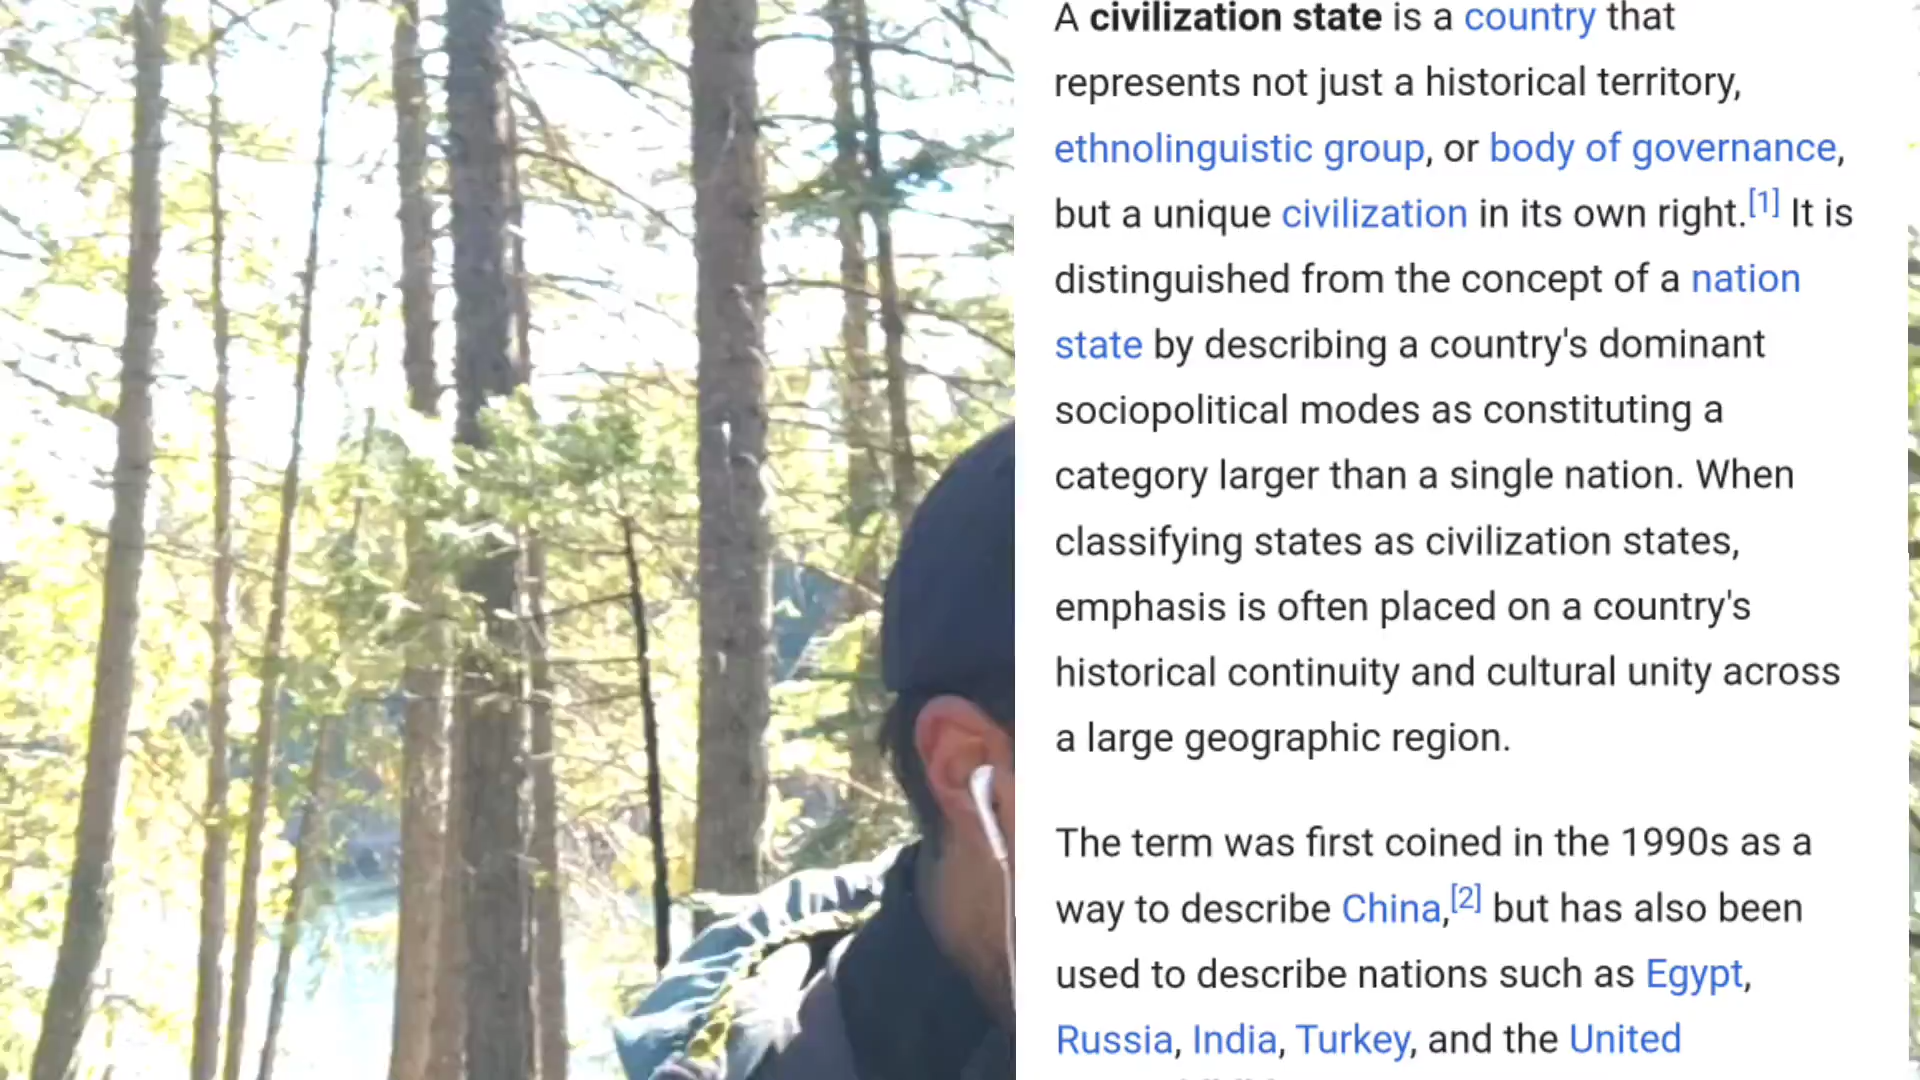 A civilization state is a country that
represents not just a historical territory,
ethnolinguistic group, or body of governance,
but a unique civilization in its own right.[1] It is
distinguished from the concept of a nation
state by describing a country's dominant
sociopolitical modes as constituting a
category larger than a single nation. When
classifying states as civilization states,
emphasis is often placed on a country's
historical continuity and cultural unity across
a large geographic region.
The term was first coined in the 1990s as a
way to describe China,[2] but has also been
used to describe nations such as Egypt,
Russia, India, Turkey, and the United